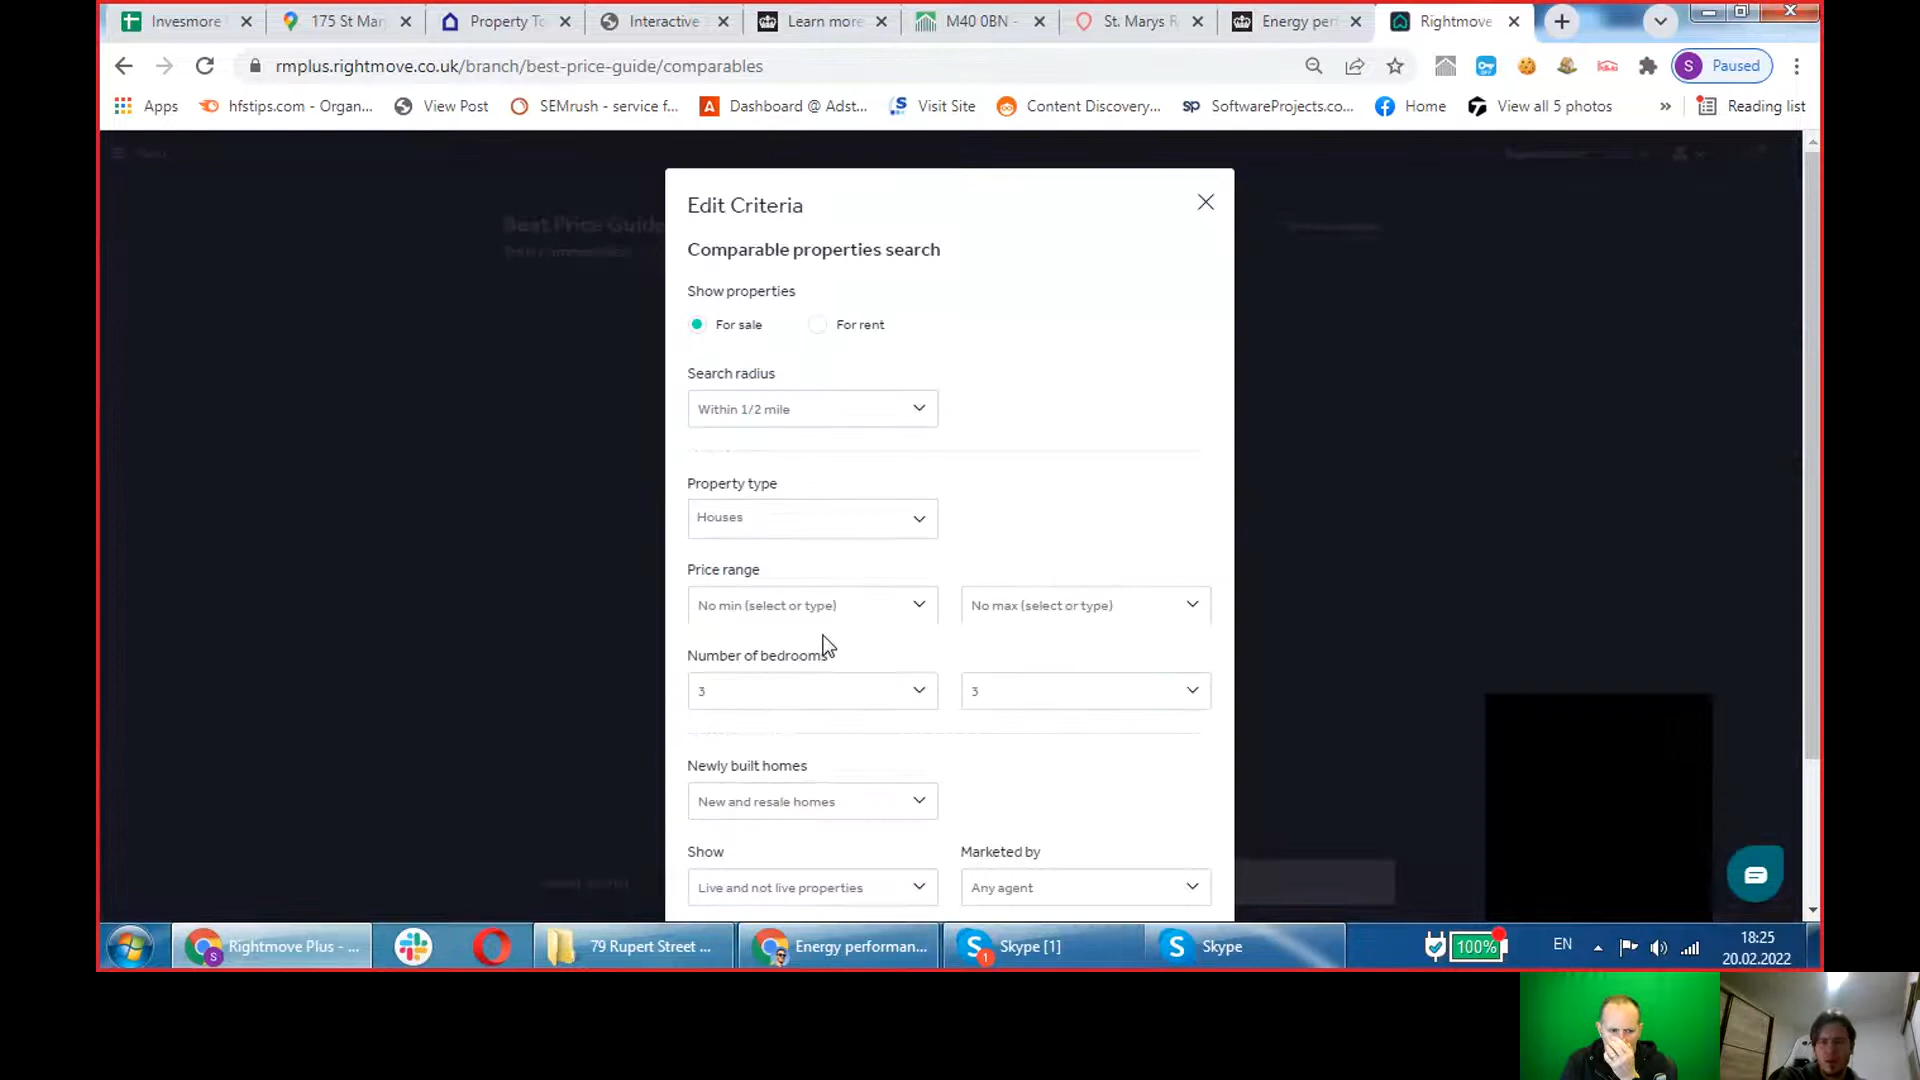 Invesmore
175 St Mar
Property To
Interactive
Learn more
M40 0BN -
St. Marys R
Energy per
Rightmove
rmplus.rightmove.co.uk/branch/best-price-guide/comparables
S
Paused
Apps
hfstips.com - Organ...
View Post
SEMrush - service f...
Dashboard @ Adst...
Visit Site
Content Discovery...
SP
SoftwareProjects.co...
Home
View all 5 photos
»
Reading list
Menu
Best Price Guide
Edit Criteria
Comparable properties search
Show properties
For sale
For rent
Search radius
Within 1/2 mile
Property type
Houses
Price range
No min (select or type)
No max (select or type)
Number of bedrooms
3
3
Newly built homes
New and resale homes
Show
Marketed by
Live and not live properties
Any agent
Rightmove Plus - ...
79 Rupert Street ...
Energy performan...
Skype [1]
Skype
100%
EN
18:25
20.02.2022